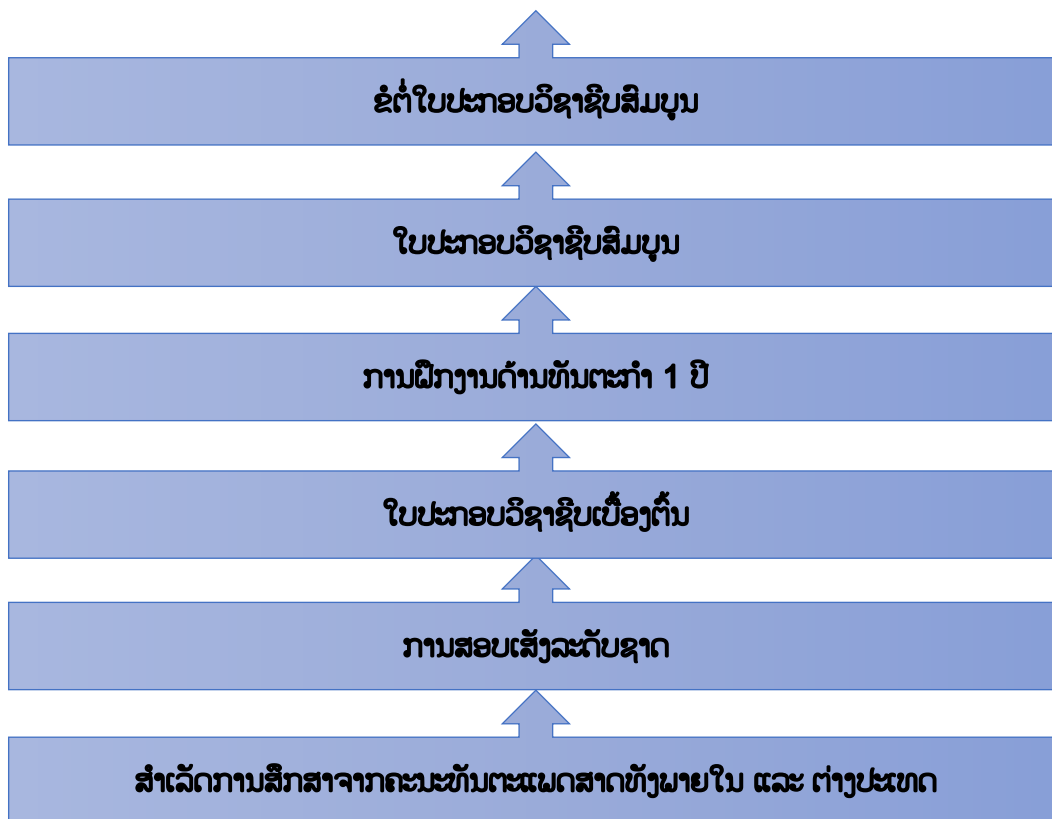 ຂໍຕໍ່ໃບປະກອບວິຊາຊີບສົມບູນ
ໃບປະກອບວິຊາຊີບສົມບູນ
ການຝຶກງານດ້ານທັນຕະກຳ 1 ປີ
ໃບປະກອບວິຊາຊີບເບື້ອງຕົ້ນ
ການສອບເສັງລະດັບຊາດ
ສຳເລັດການສຶກສາຈາກຄະນະທັນຕະແພດສາດທັງພາຍໃນ ແລະ ຕ່າງປະເທດ